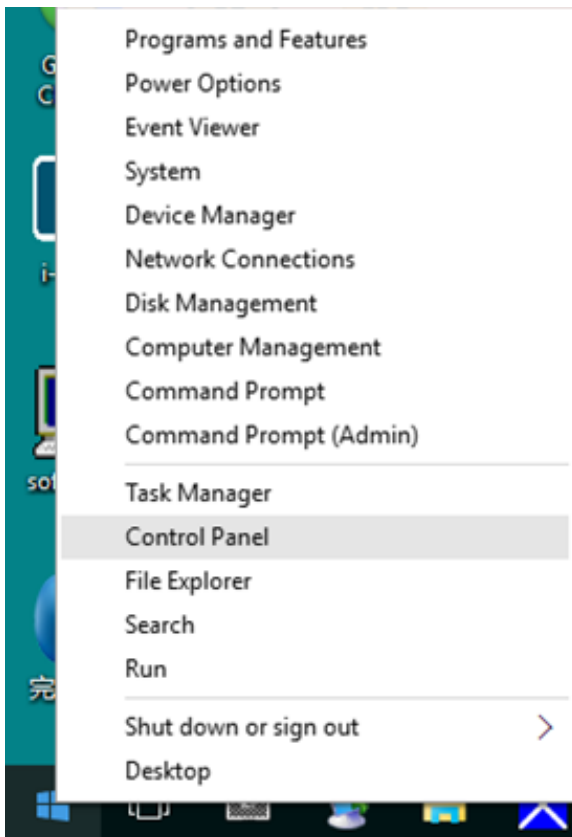 Programs and Features
Power Options
Event Viewer
System
Device Manager
Network Connections
Disk Management
Computer Management
Command Prompt
Command Prompt (Admin)
Task Manager
Control Panel
File Explorer
Search
Run
Shut down or sign out
Desktop